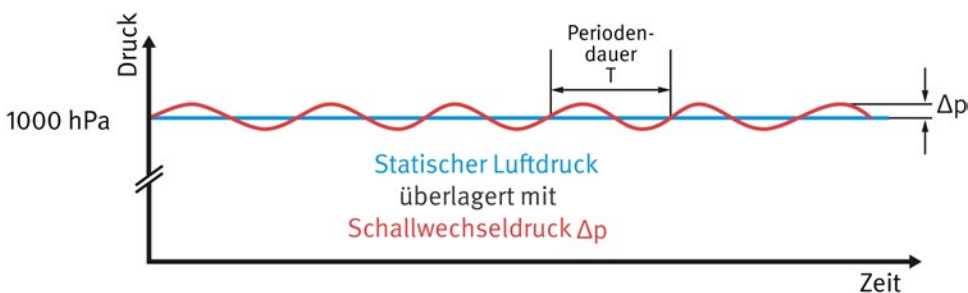 Druck
Perioden-
dauer
T
Δp
1000 hPa
Statischer Luftdruck
überlagert mit
Schallwechseldruck Δp
Zeit